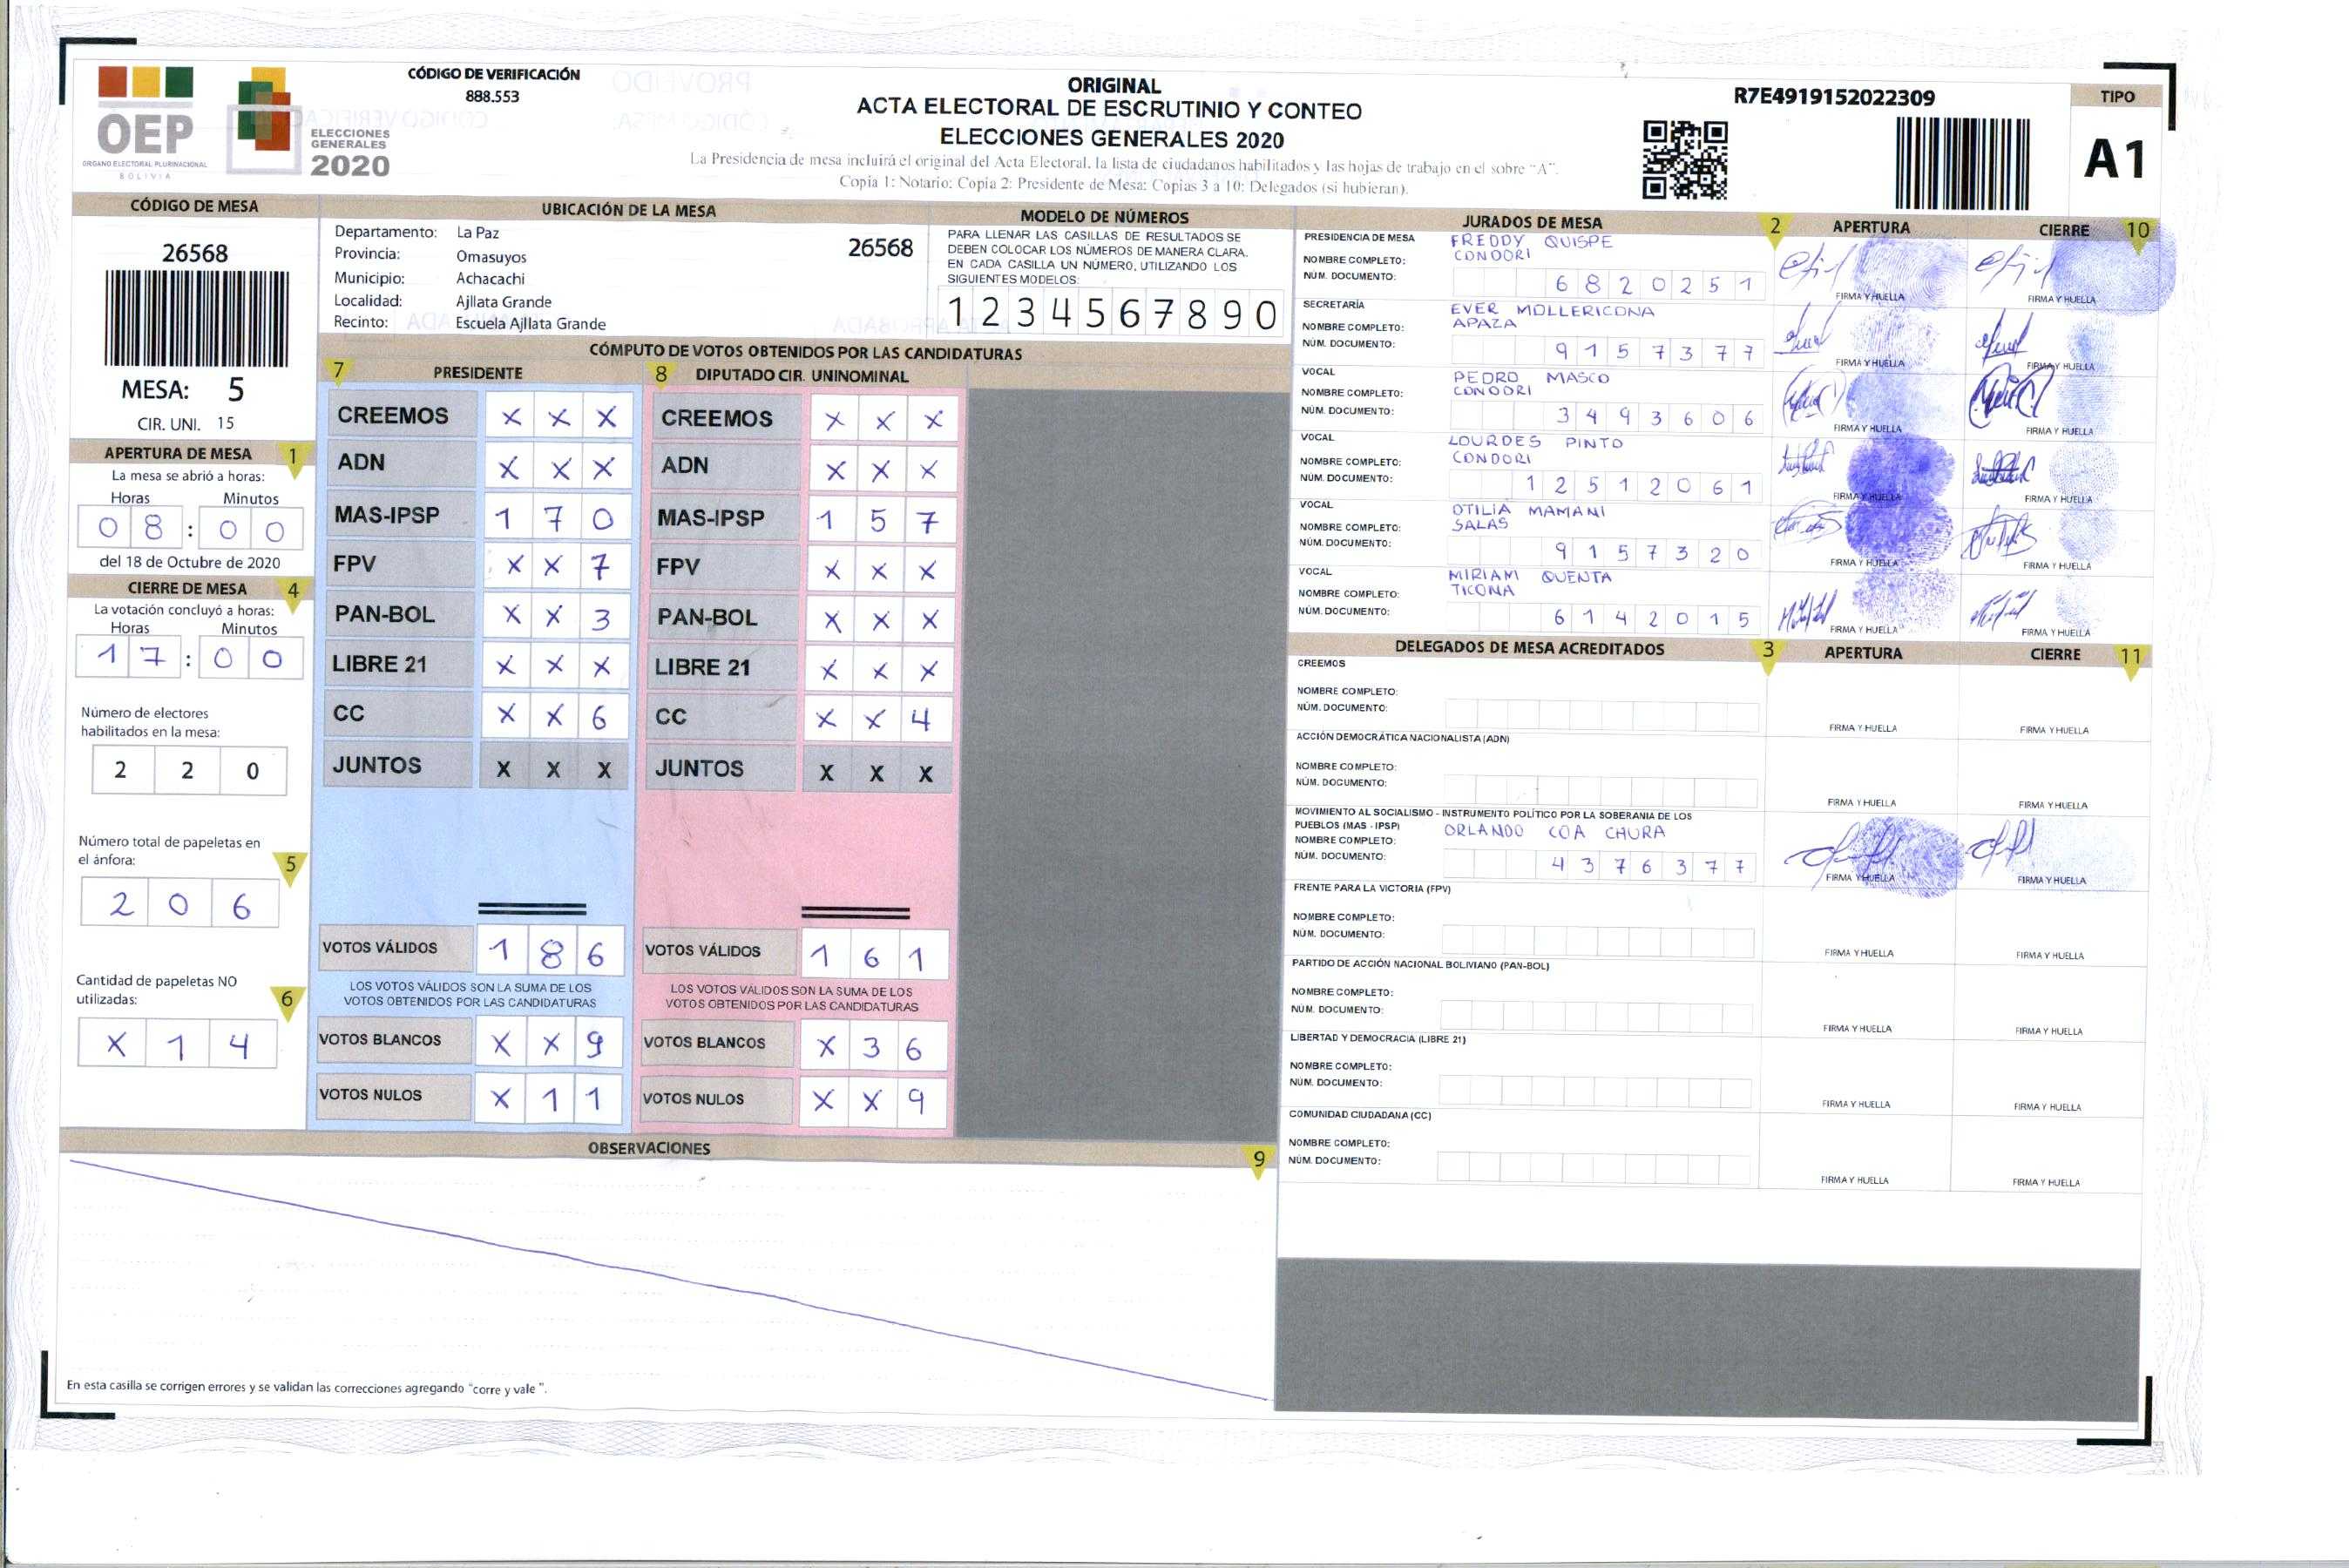 CÓDIGO DE VERIFICACIÓN
888.553
OEP
ÓRGANO ELECTORAL PLURINACIONAL
BOLIVIA
ELECCIONES
GENERALES
2020
ORIGINAL
ACTA ELECTORAL DE ESCRUTINIO Y CONTEO
ELECCIONES GENERALES 2020
La Presidencia de mesa incluirá el original del Acta Electoral, la lista de ciudadanos habilitados y las hojas de trabajo en el sobre “A”.
Copia 1: Notario: Copia 2: Presidente de Mesa: Copias 3 a 10: Delegados (si hubieran).
R7E4919152022309
TIPO
A1
CÓDIGO DE MESA
26568
MESA: 5
CIR. UNI. 15
UBICACIÓN DE LA MESA
Departamento: La Paz
26568
Provincia: Omasuyos
Municipio: Achacachi
Localidad: Ajllata Grande
Recinto: Escuela Ajllata Grande
MODELO DE NÚMEROS
PARA LLENAR LAS CASILLAS DE RESULTADOS SE
DEBEN COLOCAR LOS NÚMEROS DE MANERA CLARA.
EN CADA CASILLA UN NÚMERO, UTILIZANDO LOS
SIGUIENTES MODELOS:
1 2 3 4 5 6 7 8 9 0
APERTURA DE MESA 1
La mesa se abrió a horas:
Horas Minutos
0 8 : 0 0
del 18 de Octubre de 2020
CIERRE DE MESA 4
La votación concluyó a horas:
Horas Minutos
1 7 : 0 0
Número de electores
habilitados en la mesa:
2 2 0
Número total de papeletas en
el ánfora: 5
2 0 6
Cantidad de papeletas NO
utilizadas: 6
X 1 4
CÓMPUTO DE VOTOS OBTENIDOS POR LAS CANDIDATURAS
7 PRESIDENTE
CREEMOS X X X
ADN X X X
MAS-IPSP 1 7 0
FPV X X 7
PAN-BOL X X 3
LIBRE 21 X X X
CC X X 6
JUNTOS X X X
VOTOS VÁLIDOS 1 8 6
LOS VOTOS VÁLIDOS SON LA SUMA DE LOS
VOTOS OBTENIDOS POR LAS CANDIDATURAS
VOTOS BLANCOS X X 9
VOTOS NULOS X 1 1
8 DIPUTADO CIR. UNINOMINAL
CREEMOS X X X
ADN X X X
MAS-IPSP 1 5 7
FPV X X X
PAN-BOL X X X
LIBRE 21 X X X
CC X X 4
JUNTOS X X X
VOTOS VÁLIDOS 1 6 1
LOS VOTOS VÁLIDOS SON LA SUMA DE LOS
VOTOS OBTENIDOS POR LAS CANDIDATURAS
VOTOS BLANCOS X 3 6
VOTOS NULOS X X 9
OBSERVACIONES 9
En esta casilla se corrigen errores y se validan las correcciones agregando "corre y vale ".
JURADOS DE MESA 2 APERTURA CIERRE 10
PRESIDENCIA DE MESA FREDDY QUISPE
NOMBRE COMPLETO: CONDORI
NÚM. DOCUMENTO: 6 8 2 0 2 5 1
FIRMA Y HUELLA FIRMA Y HUELLA
SECRETARÍA EVER MOLLERICONA
NOMBRE COMPLETO: APAZA
NÚM. DOCUMENTO: 9 1 5 7 3 7 7
FIRMA Y HUELLA FIRMA Y HUELLA
VOCAL PEDRO MASCO
NOMBRE COMPLETO: CONDORI
NÚM. DOCUMENTO: 3 4 9 3 6 0 6
FIRMA Y HUELLA FIRMA Y HUELLA
VOCAL LOURDES PINTO
NOMBRE COMPLETO: CONDORI
NÚM. DOCUMENTO: 1 2 5 1 2 0 6 1
FIRMA Y HUELLA FIRMA Y HUELLA
VOCAL OTILIA MAMANI
NOMBRE COMPLETO: SALAS
NÚM. DOCUMENTO: 9 1 5 7 3 2 0
FIRMA Y HUELLA FIRMA Y HUELLA
VOCAL MIRIAM QUENTA
NOMBRE COMPLETO: TICONA
NÚM. DOCUMENTO: 6 1 4 2 0 1 5
FIRMA Y HUELLA FIRMA Y HUELLA
DELEGADOS DE MESA ACREDITADOS 3 APERTURA CIERRE 11
CREEMOS
NOMBRE COMPLETO:
NÚM. DOCUMENTO:
FIRMA Y HUELLA FIRMA Y HUELLA
ACCIÓN DEMOCRÁTICA NACIONALISTA (ADN)
NOMBRE COMPLETO:
NÚM. DOCUMENTO:
FIRMA Y HUELLA FIRMA Y HUELLA
MOVIMIENTO AL SOCIALISMO - INSTRUMENTO POLÍTICO POR LA SOBERANIA DE LOS
PUEBLOS (MAS - IPSP) ORLANDO COA CHURA
NOMBRE COMPLETO:
NÚM. DOCUMENTO: 4 3 7 6 3 7 7
FIRMA Y HUELLA FIRMA Y HUELLA
FRENTE PARA LA VICTORIA (FPV)
NOMBRE COMPLETO:
NÚM. DOCUMENTO:
FIRMA Y HUELLA FIRMA Y HUELLA
PARTIDO DE ACCIÓN NACIONAL BOLIVIANO (PAN-BOL)
NOMBRE COMPLETO:
NÚM. DOCUMENTO:
FIRMA Y HUELLA FIRMA Y HUELLA
LIBERTAD Y DEMOCRACIA (LIBRE 21)
NOMBRE COMPLETO:
NÚM. DOCUMENTO:
FIRMA Y HUELLA FIRMA Y HUELLA
COMUNIDAD CIUDADANA (CC)
NOMBRE COMPLETO:
NÚM. DOCUMENTO:
FIRMA Y HUELLA FIRMA Y HUELLA